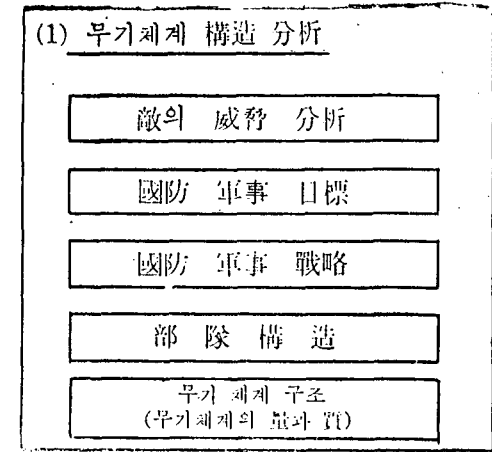 (1) 무기체계 構造 分析
敵의 威脅 分析
國防 軍事 目標
國防 軍事 戰略
部 隊 構 造
무기 체계 구조
(무기체계의 量과 質)